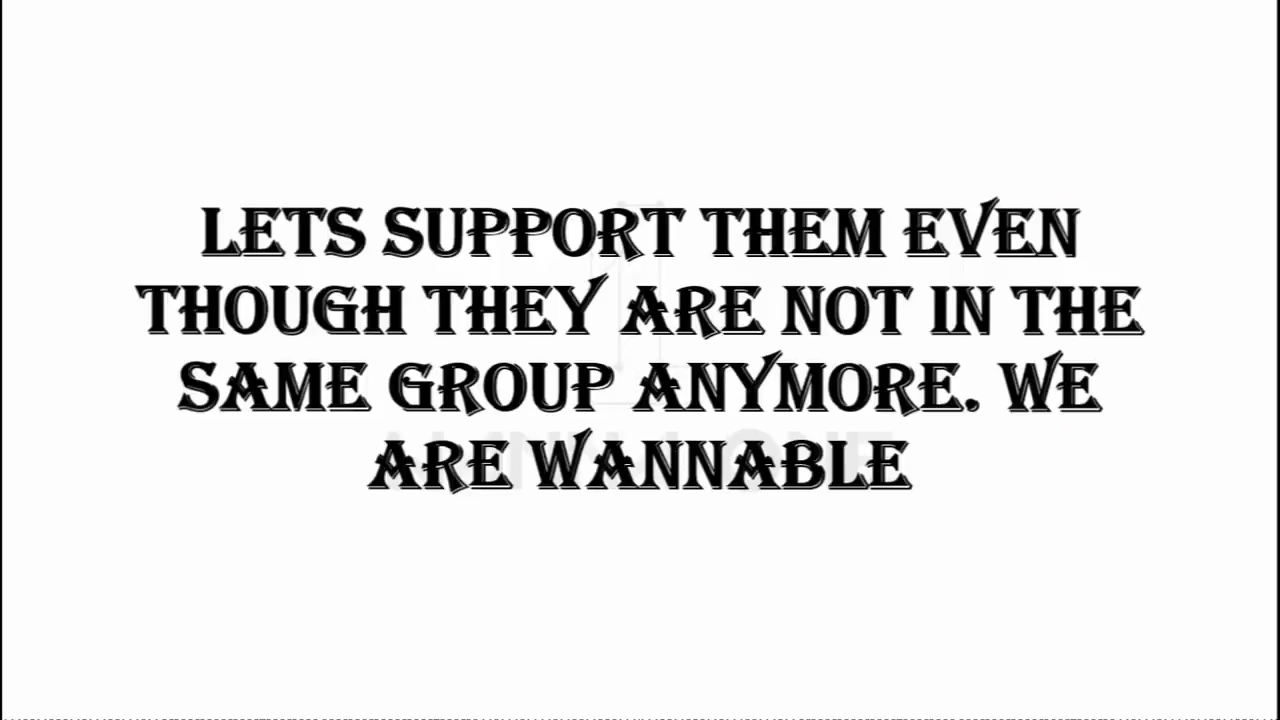 LETS SUPPORT THEM EVEN
THOUGH THEY ARE NOT IN THE
SAME GROUP ANYMORE. WE
ARE WANNABLE